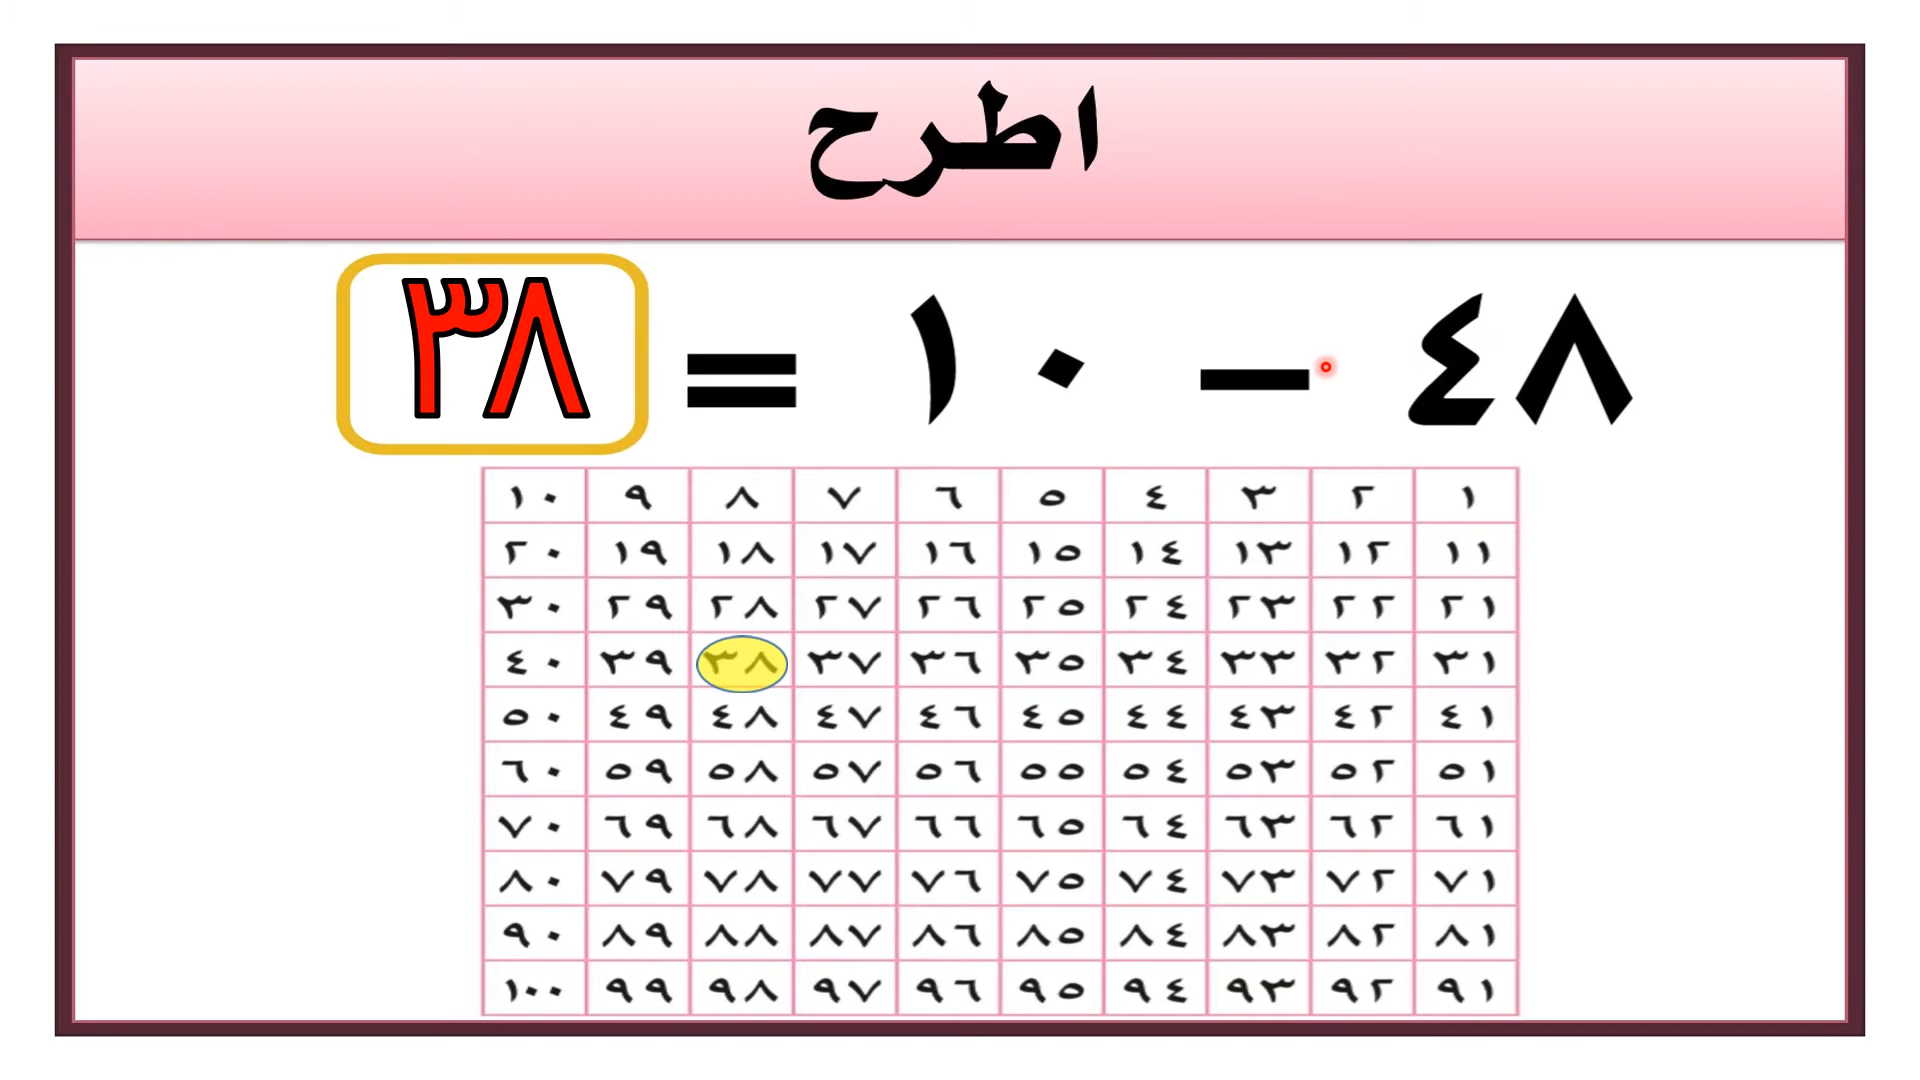 اطرح
٤٨ – ١٠ = ٣٨
١ ٢ ٣ ٤ ٥ ٦ ٧ ٨ ٩ ١٠
١١ ١٢ ١٣ ١٤ ١٥ ١٦ ١٧ ١٨ ١٩ ٢٠
٢١ ٢٢ ٢٣ ٢٤ ٢٥ ٢٦ ٢٧ ٢٨ ٢٩ ٣٠
٣١ ٣٢ ٣٣ ٣٤ ٣٥ ٣٦ ٣٧ ٣٨ ٣٩ ٤٠
٤١ ٤٢ ٤٣ ٤٤ ٤٥ ٤٦ ٤٧ ٤٨ ٤٩ ٥٠
٥١ ٥٢ ٥٣ ٥٤ ٥٥ ٥٦ ٥٧ ٥٨ ٥٩ ٦٠
٦١ ٦٢ ٦٣ ٦٤ ٦٥ ٦٦ ٦٧ ٦٨ ٦٩ ٧٠
٧١ ٧٢ ٧٣ ٧٤ ٧٥ ٧٦ ٧٧ ٧٨ ٧٩ ٨٠
٨١ ٨٢ ٨٣ ٨٤ ٨٥ ٨٦ ٨٧ ٨٨ ٨٩ ٩٠
٩١ ٩٢ ٩٣ ٩٤ ٩٥ ٩٦ ٩٧ ٩٨ ٩٩ ١٠٠